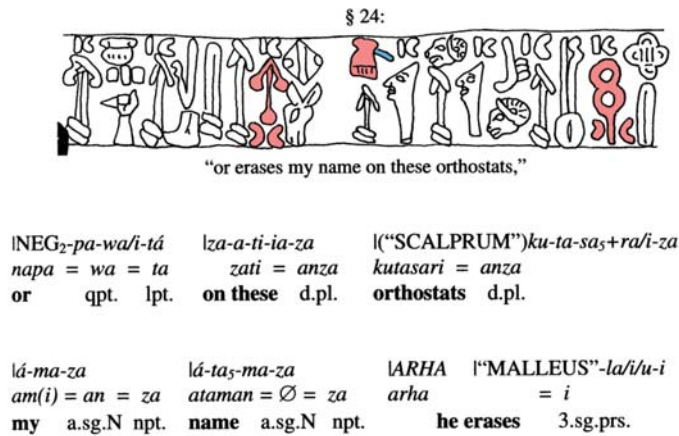 § 24:
“or erases my name on these orthostats,”
|NEG₂-pa-wa/i-tá |za-a-ti-ia-za |(“SCALPRUM”)ku-ta-sa₅+ra/i-za
napa = wa = ta zati = anza kutasari = anza
or qpt. lpt. on these d.pl. orthostats d.pl.
|á-ma-za |á-ta₅-ma-za |ARHA |“MALLEUS”-la/i/u-i
am(i) = an = za ataman = Ø = za arha = i
my a.sg.N npt. name a.sg.N npt. he erases 3.sg.prs.